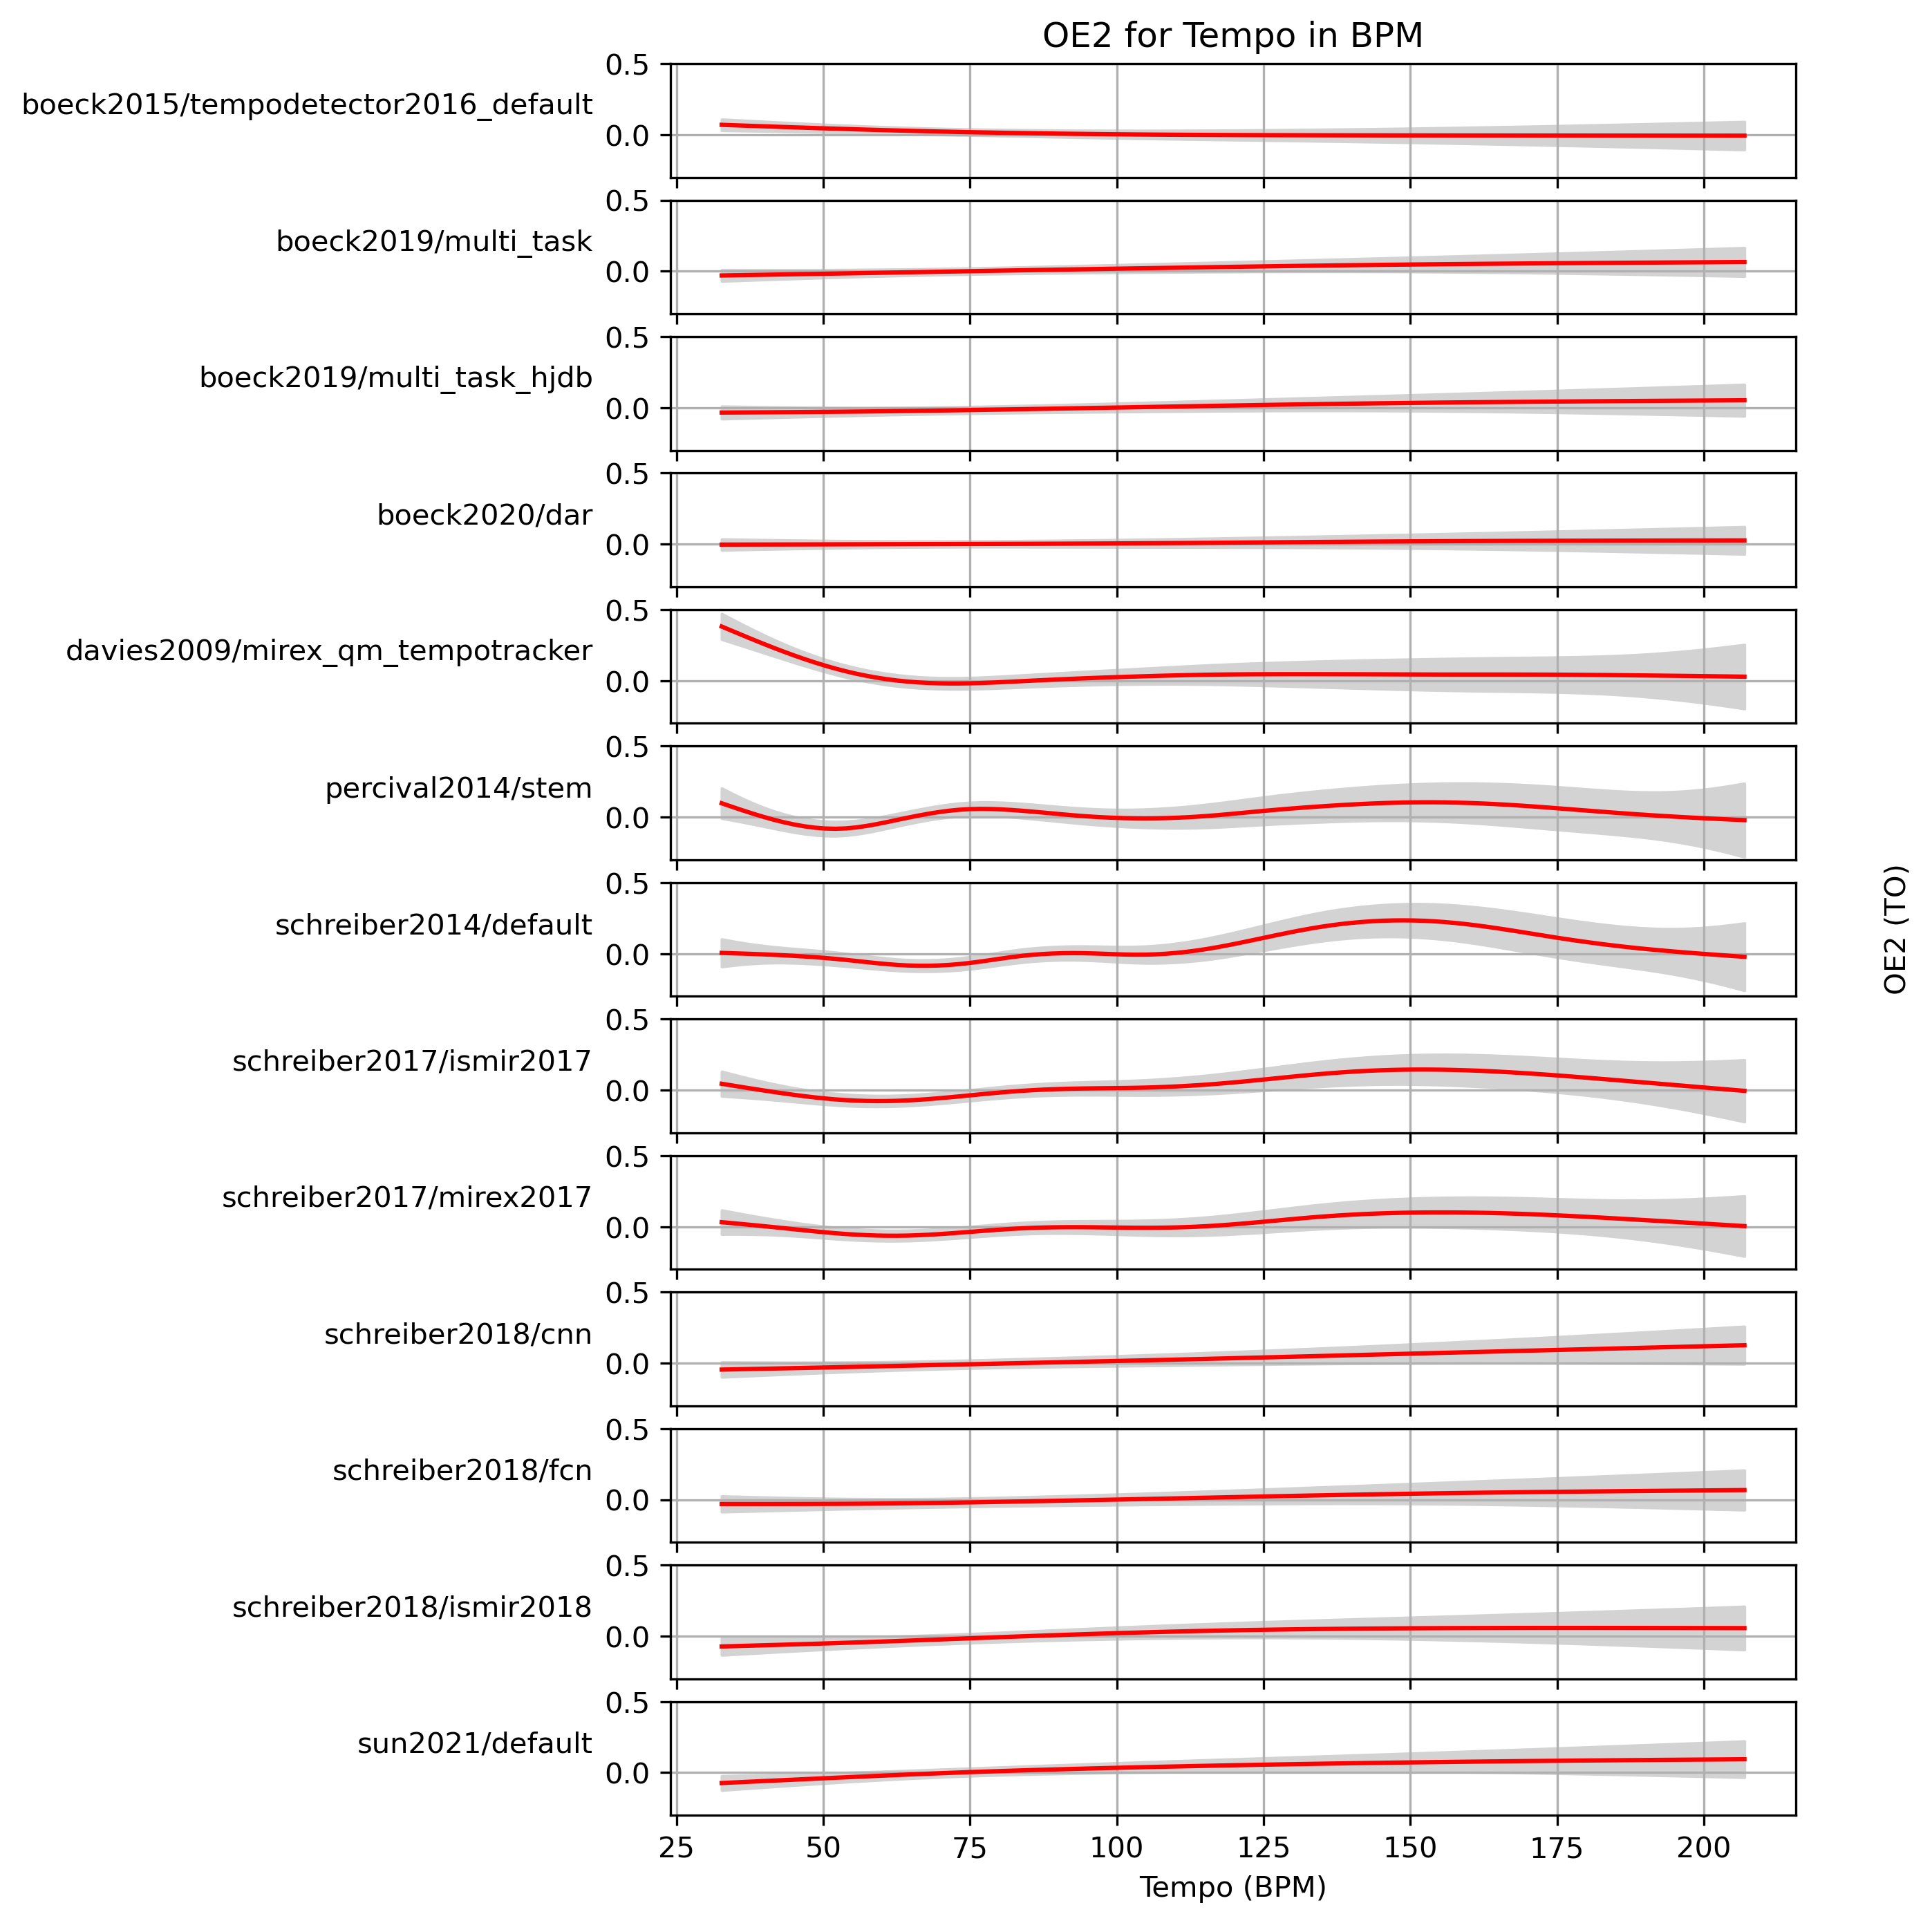 OE2 for Tempo in BPM
0.5
boeck2015/tempodetector2016_default
0.0
0.5
boeck2019/multi_task
0.0
0.5
boeck2019/multi_task_hjdb
0.0
0.5
boeck2020/dar
0.0
0.5
davies2009/mirex_qm_tempotracker
0.0
0.5
percival2014/stem
0.0
0.5
schreiber2014/default
0.0
OE2 (TO)
0.5
schreiber2017/ismir2017
0.0
0.5
schreiber2017/mirex2017
0.0
0.5
schreiber2018/cnn
0.0
0.5
schreiber2018/fcn
0.0
0.5
schreiber2018/ismir2018
0.0
0.5
sun2021/default
0.0
25 50 75 100 125 150 175 200
Tempo (BPM)